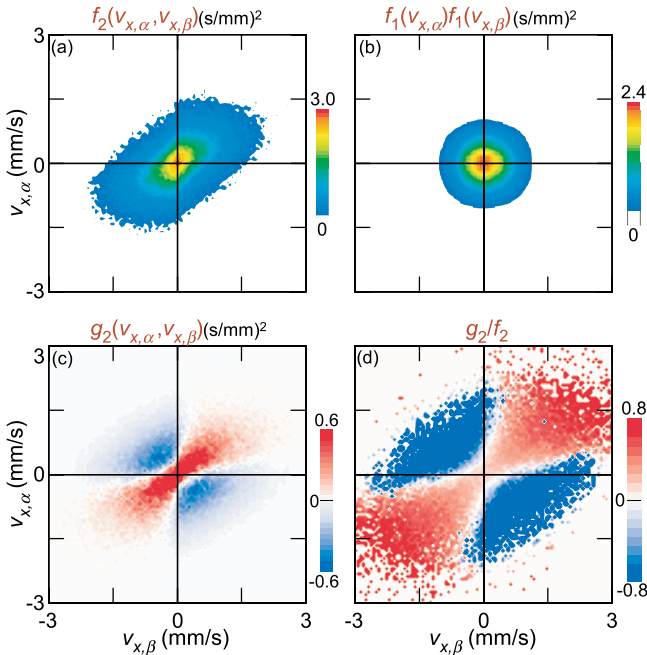 f₂(vₓ,α,vₓ,β)(s/mm)² f₁(vₓ,α)f₁(vₓ,β)(s/mm)²
3
(a) (b)
3.0 2.4
vₓ,α (mm/s)
0
0 0
-3
g₂(vₓ,α,vₓ,β)(s/mm)² g₂/f₂
3
(c) (d)
0.6 0.8
vₓ,α (mm/s)
0 0 0
-0.6 -0.8
-3
-3 0 3 -3 0 3
vₓ,β (mm/s) vₓ,β (mm/s)